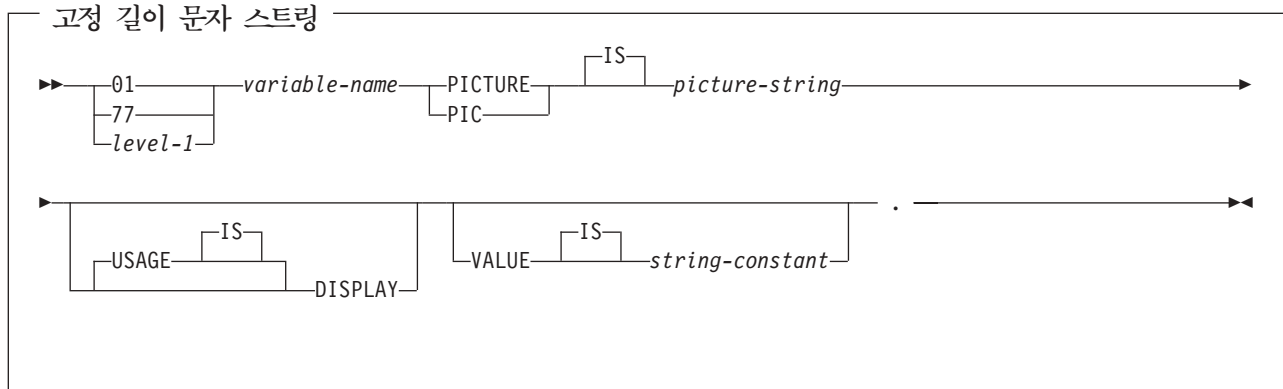 고정 길이 문자 스트링
IS
01 variable-name PICTURE picture-string
77 PIC
level-1
.
IS IS
USAGE VALUE string-constant
DISPLAY